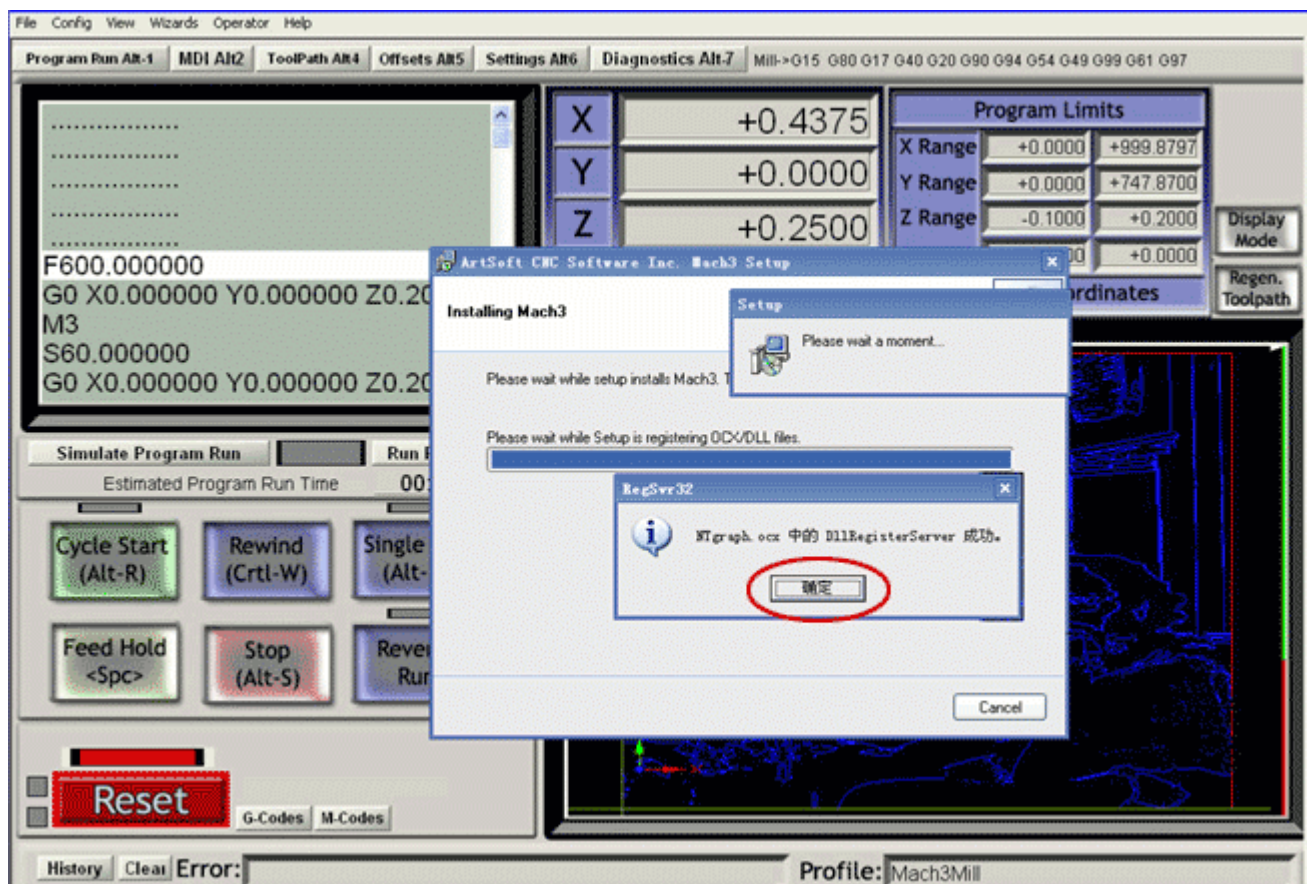 File Config View Wizards Operator Help
Program Run Alt-1 MDI Alt2 ToolPath Alt4 Offsets Alt5 Settings Alt6 Diagnostics Alt-7 Mill->G15 G80 G17 G40 G20 G90 G94 G54 G49 G99 G61 G97
................
................
................
................
................
F600.000000
G0 X0.000000 Y0.000000 Z0.20
M3
S60.000000
G0 X0.000000 Y0.000000 Z0.20
X +0.4375
Y +0.0000
Z +0.2500
Program Limits
X Range +0.0000 +999.8797
Y Range +0.0000 +747.8700
Z Range -0.1000 +0.2000
+0.0000
Display
Mode
Regen.
Toolpath
ArtSoft CNC Software Inc. Mach3 Setup
Installing Mach3
Setup
Please wait a moment...
Please wait while setup installs Mach3.
Please wait while Setup is registering OCX/DLL files.
RegSvr32
NTgraph.ocx 中的 DllRegisterServer 成功。
确定
Cancel
Simulate Program Run
Estimated Program Run Time 00:
Cycle Start
(Alt-R)
Rewind
(Crtl-W)
Single
(Alt-
Feed Hold
<Spc>
Stop
(Alt-S)
Reve
Run
Reset
G-Codes M-Codes
History Clear Error:
Profile: Mach3Mill